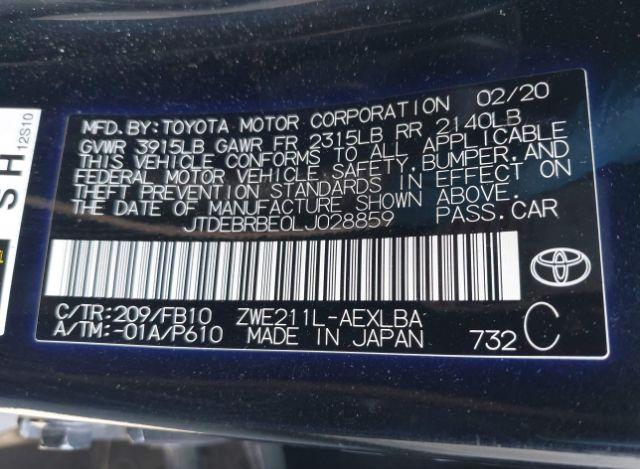 MFD.BY:TOYOTA MOTOR CORPORATION 02/20
GVWR 3915LB GAWR FR 2315LB RR 2140LB
THIS VEHICLE CONFORMS TO ALL APPLICABLE
FEDERAL MOTOR VEHICLE SAFETY, BUMPER, AND
THEFT PREVENTION STANDARDS IN EFFECT ON
THE DATE OF MANUFACTURE SHOWN ABOVE.
JTDEBRBE0LJ028859 PASS.CAR
C/TR:209/FB10 ZWE211L-AEXLBA
A/TM:-01A/P610 MADE IN JAPAN 732 C
SH
12S10